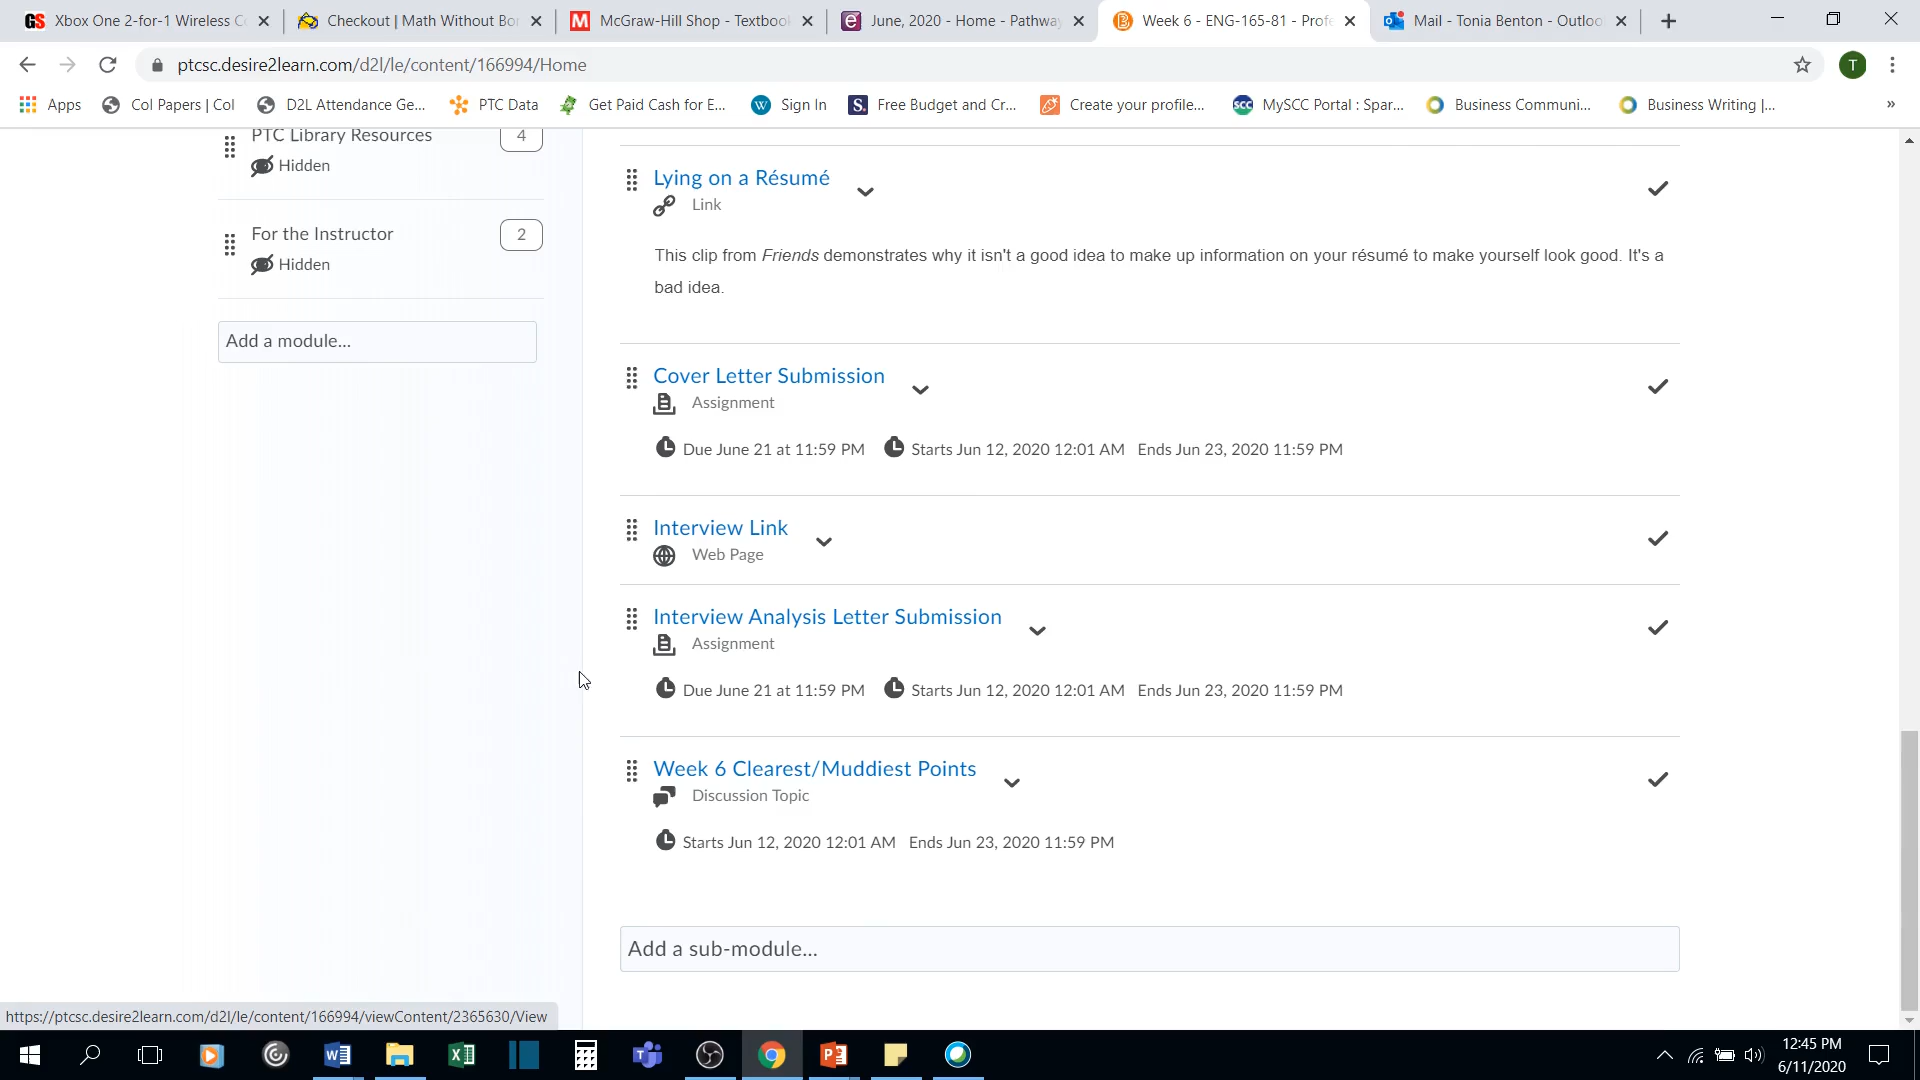 Xbox One 2-for-1 Wireless Co
Checkout | Math Without Bor
McGraw-Hill Shop - Textbook
June, 2020 - Home - Pathway
Week 6 - ENG-165-81 - Profe
Mail - Tonia Benton - Outloo
ptcsc.desire2learn.com/d2l/le/content/166994/Home
T
Apps
Col Papers | Col
D2L Attendance Ge...
PTC Data
Get Paid Cash for E...
Sign In
Free Budget and Cr...
Create your profile...
MySCC Portal : Spar...
Business Communi...
Business Writing |...
PTC Library Resources
4
Hidden
For the Instructor
2
Hidden
Add a module...
Lying on a Résumé
Link
This clip from Friends demonstrates why it isn't a good idea to make up information on your résumé to make yourself look good. It's a
bad idea.
Cover Letter Submission
Assignment
Due June 21 at 11:59 PM Starts Jun 12, 2020 12:01 AM Ends Jun 23, 2020 11:59 PM
Interview Link
Web Page
Interview Analysis Letter Submission
Assignment
Due June 21 at 11:59 PM Starts Jun 12, 2020 12:01 AM Ends Jun 23, 2020 11:59 PM
Week 6 Clearest/Muddiest Points
Discussion Topic
Starts Jun 12, 2020 12:01 AM Ends Jun 23, 2020 11:59 PM
Add a sub-module...
https://ptcsc.desire2learn.com/d2l/le/content/166994/viewContent/2365630/View
12:45 PM
6/11/2020